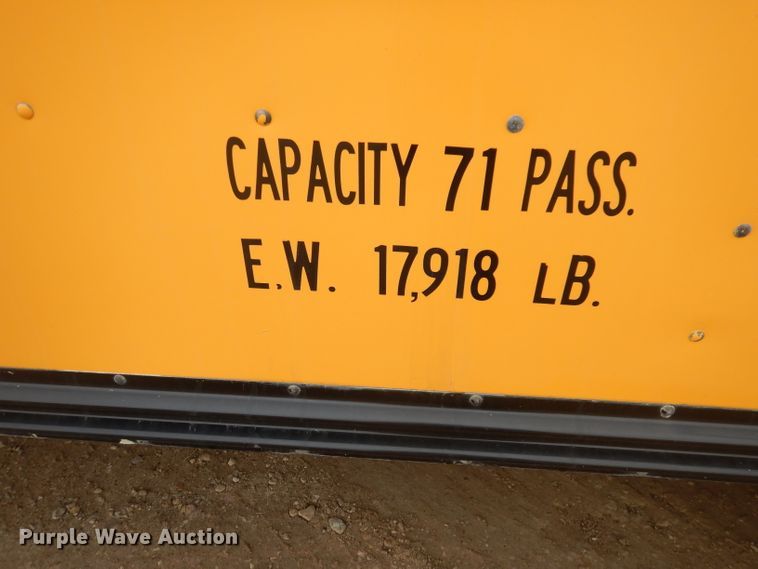 CAPACITY 71 PASS.
E.W. 17,918 LB.
Purple Wave Auction